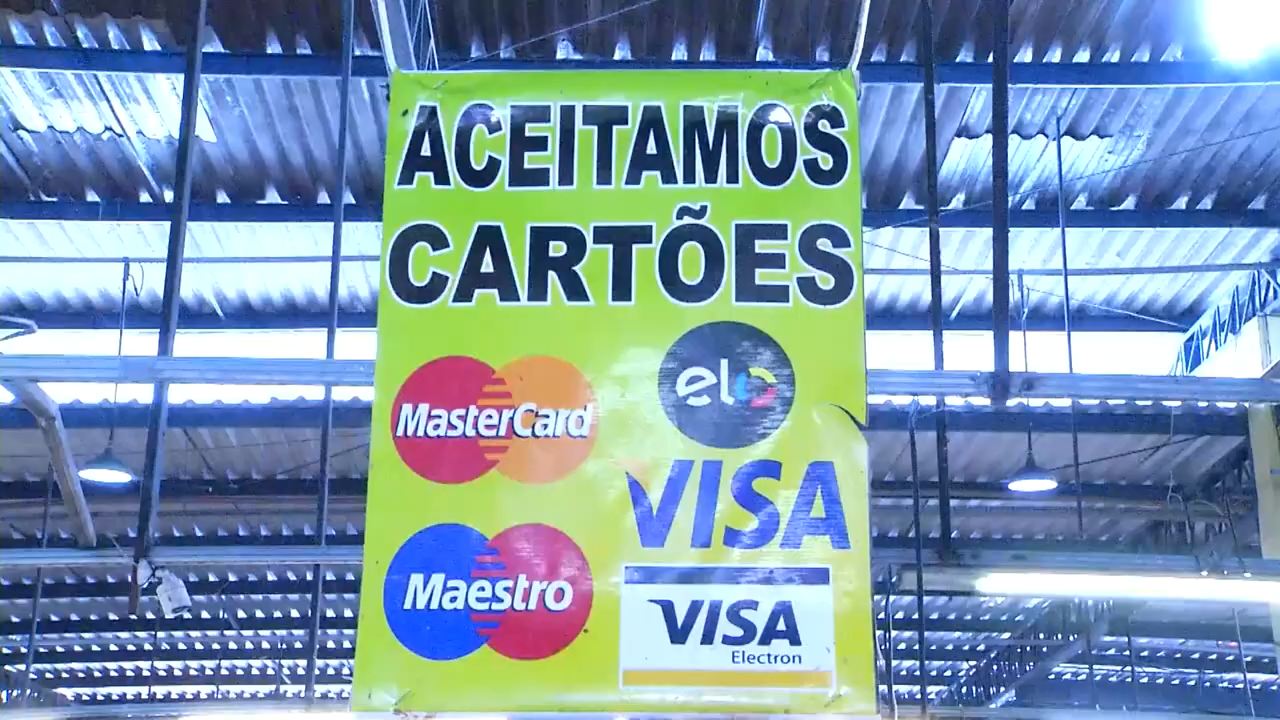 ACEITAMOS
CARTÕES
MasterCard
elo
VISA
Maestro
VISA
Electron